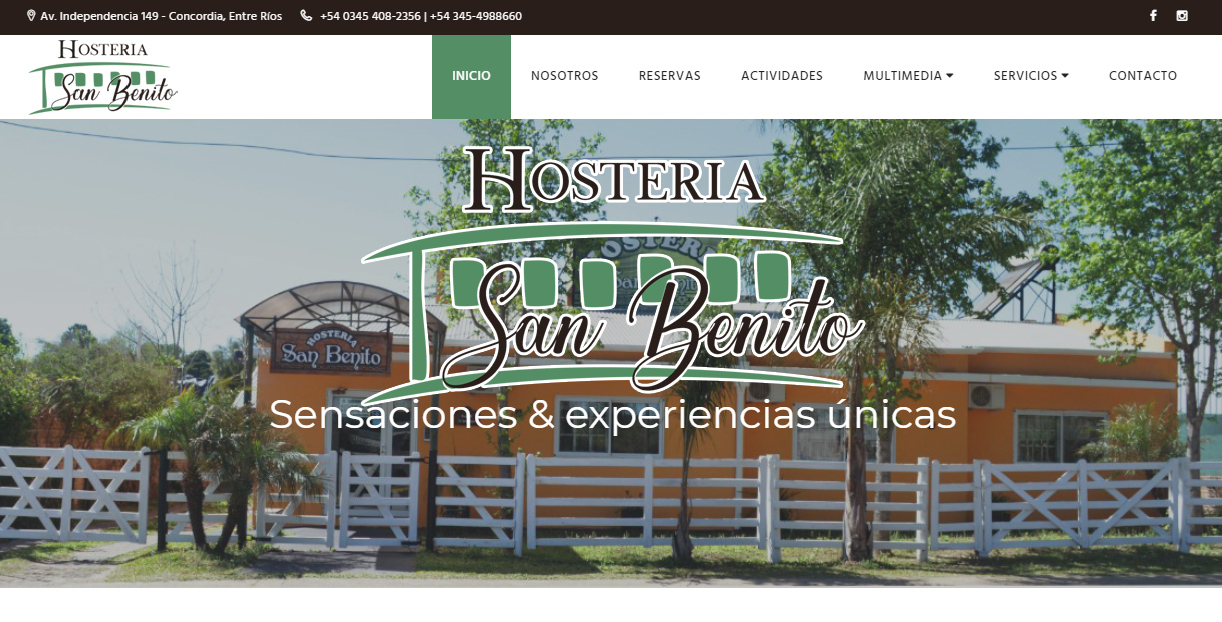 Av. Independencia 149 - Concordia, Entre Ríos +54 0345 408-2356 | +54 345-4988660
HOSTERIA
San Benito
INICIO NOSOTROS RESERVAS ACTIVIDADES MULTIMEDIA SERVICIOS CONTACTO
HOSTERIA
HOSTERIA
San Benito
HOSTERIA
San Benito
Sensaciones & experiencias únicas